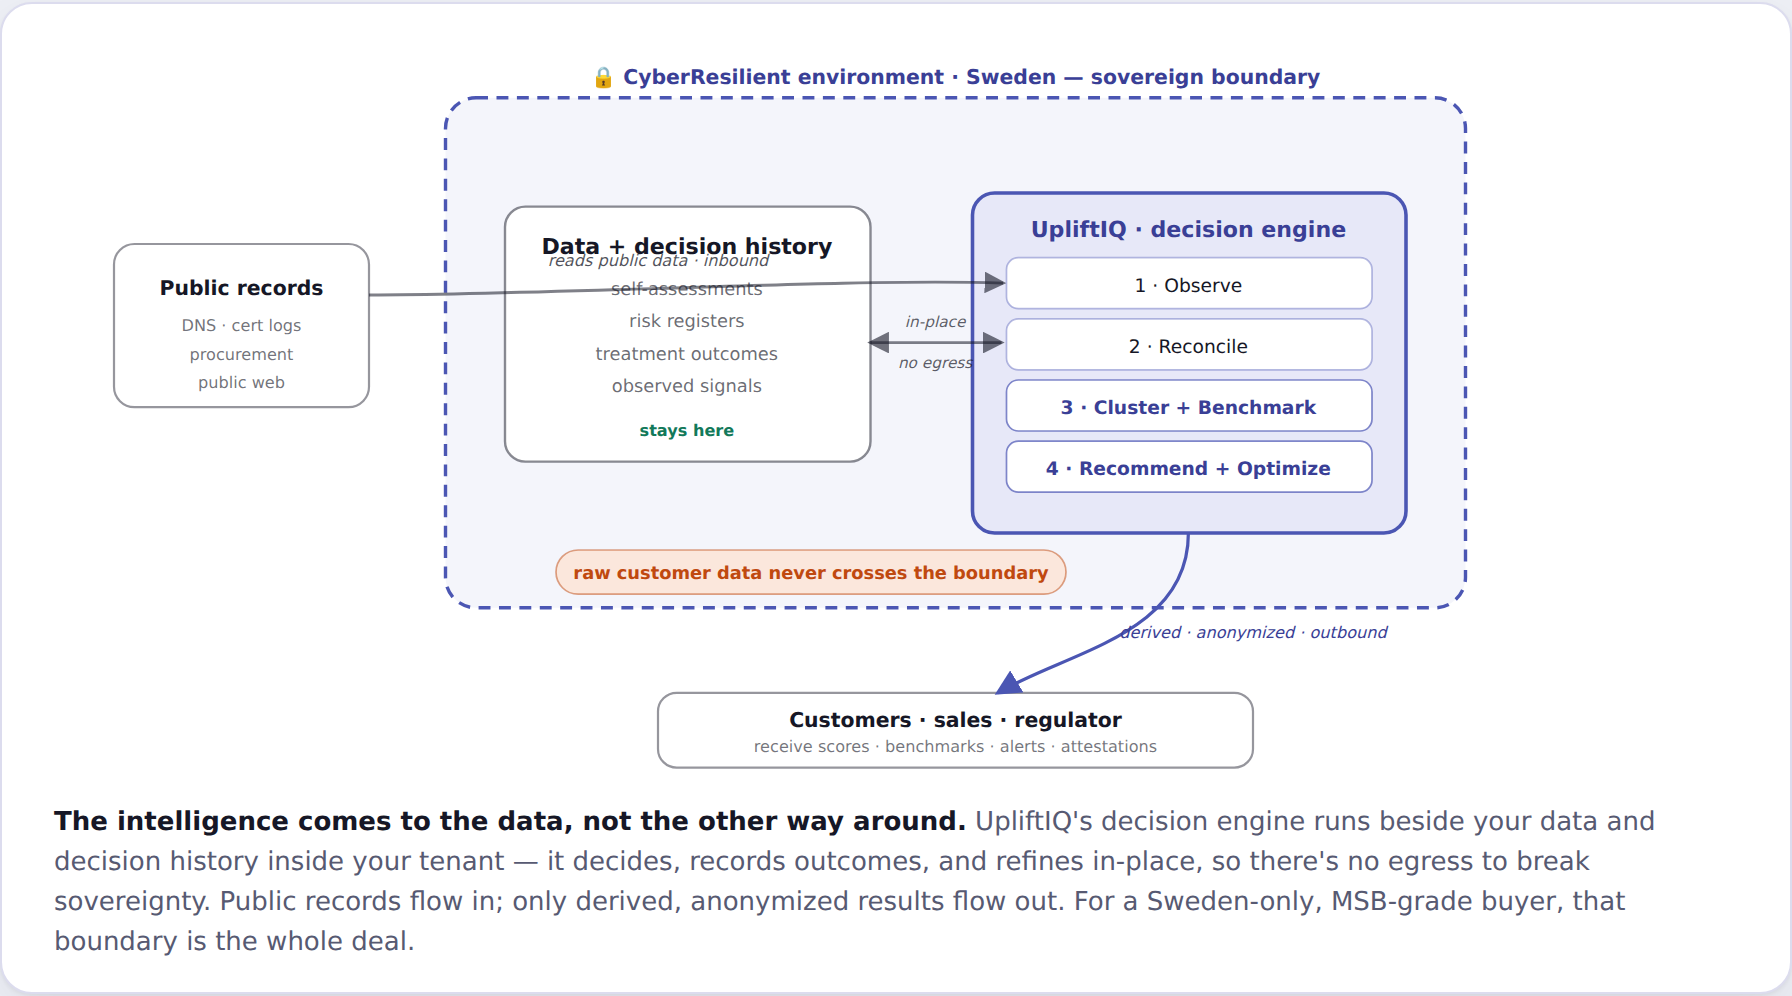 🔒 CyberResilient environment · Sweden — sovereign boundary
Public records
DNS · cert logs
procurement
public web
Data + decision history
reads public data · inbound
self-assessments
risk registers
treatment outcomes
observed signals
stays here
in-place
no egress
UpliftIQ · decision engine
1 · Observe
2 · Reconcile
3 · Cluster + Benchmark
4 · Recommend + Optimize
raw customer data never crosses the boundary
derived · anonymized · outbound
Customers · sales · regulator
receive scores · benchmarks · alerts · attestations
The intelligence comes to the data, not the other way around. UpliftIQ's decision engine runs beside your data and
decision history inside your tenant — it decides, records outcomes, and refines in-place, so there's no egress to break
sovereignty. Public records flow in; only derived, anonymized results flow out. For a Sweden-only, MSB-grade buyer, that
boundary is the whole deal.